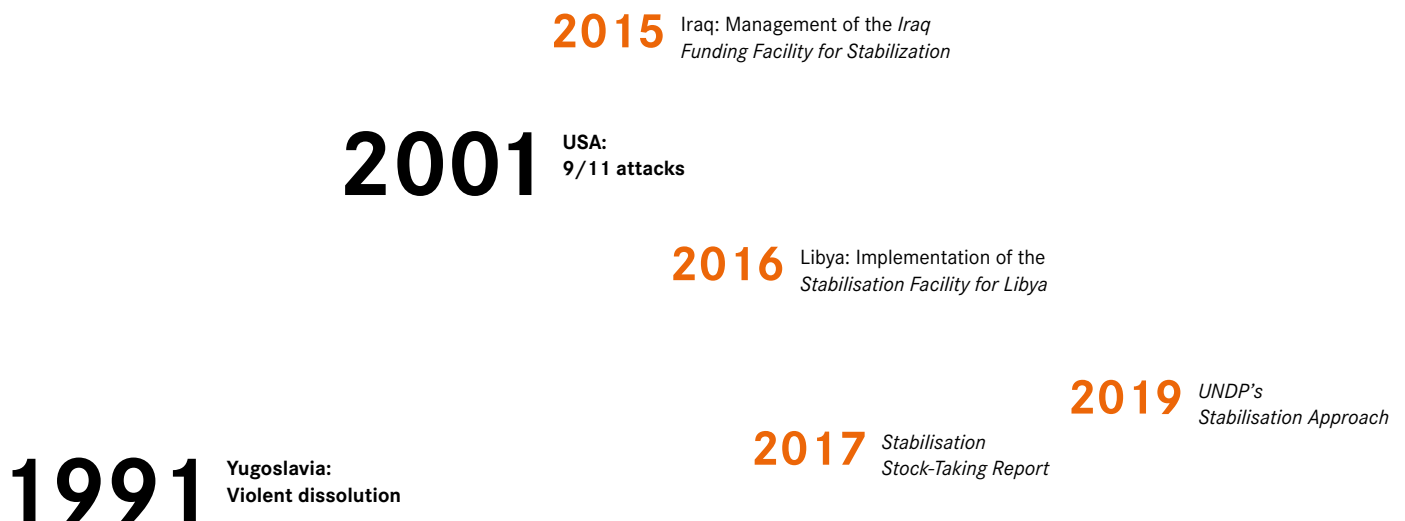 2015 Iraq: Management of the Iraq
Funding Facility for Stabilization
2001 USA:
9/11 attacks
2016 Libya: Implementation of the
Stabilisation Facility for Libya
2019 UNDP’s
Stabilisation Approach
2017 Stabilisation
Stock-Taking Report
1991 Yugoslavia:
Violent dissolution